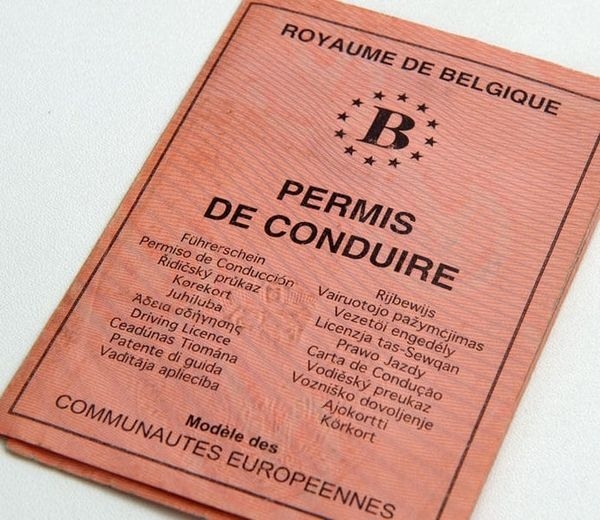 ROYAUME DE BELGIQUE
B
PERMIS
DE CONDUIRE
Führerschein
Permiso de Conducción
Řidičský průkaz
Kørekort
Juhiluba
Άδεια οδήγησης
Driving Licence
Ceadúnas Tiomána
Patente di guida
Vadītāja apliecība
Rijbewijs
Vairuotojo pažymėjimas
Vezetői engedély
Licenzja tas-Sewqan
Prawo Jazdy
Carta de Condução
Vodičský preukaz
Vozniško dovoljenje
Ajokortti
Körkort
Modèle des
COMMUNAUTES EUROPEENNES